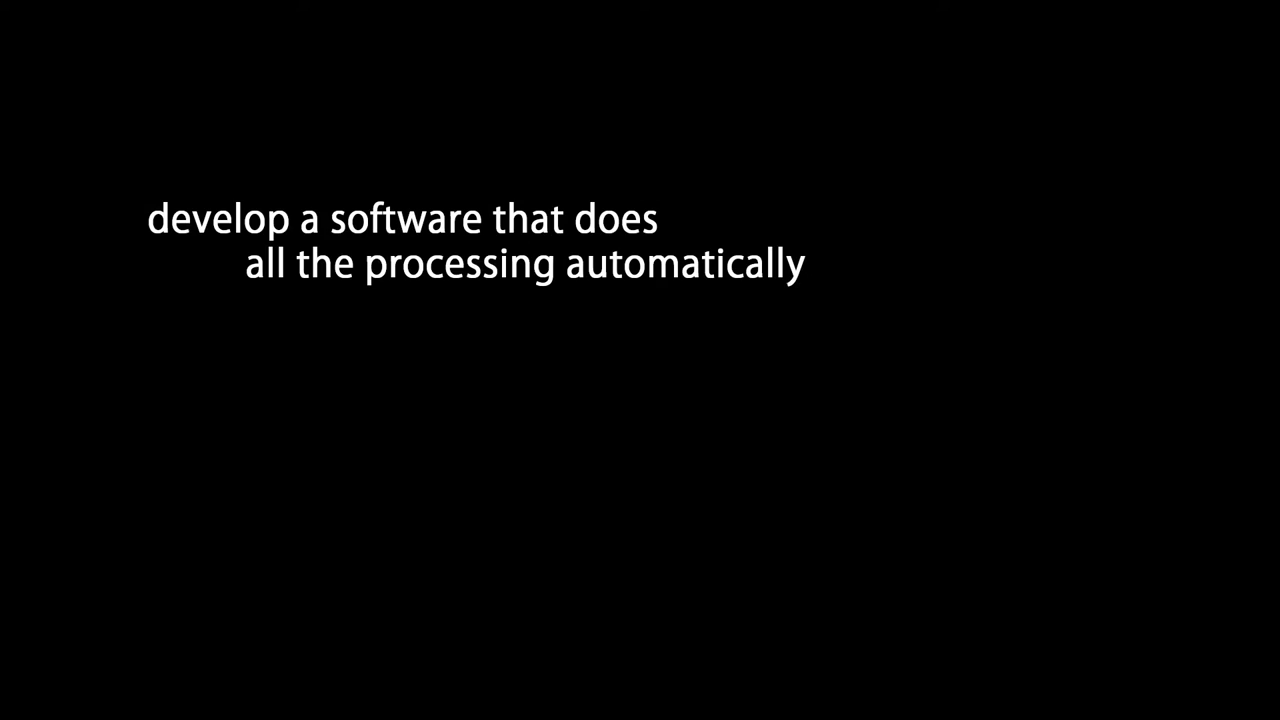 develop a software that does
all the processing automatically